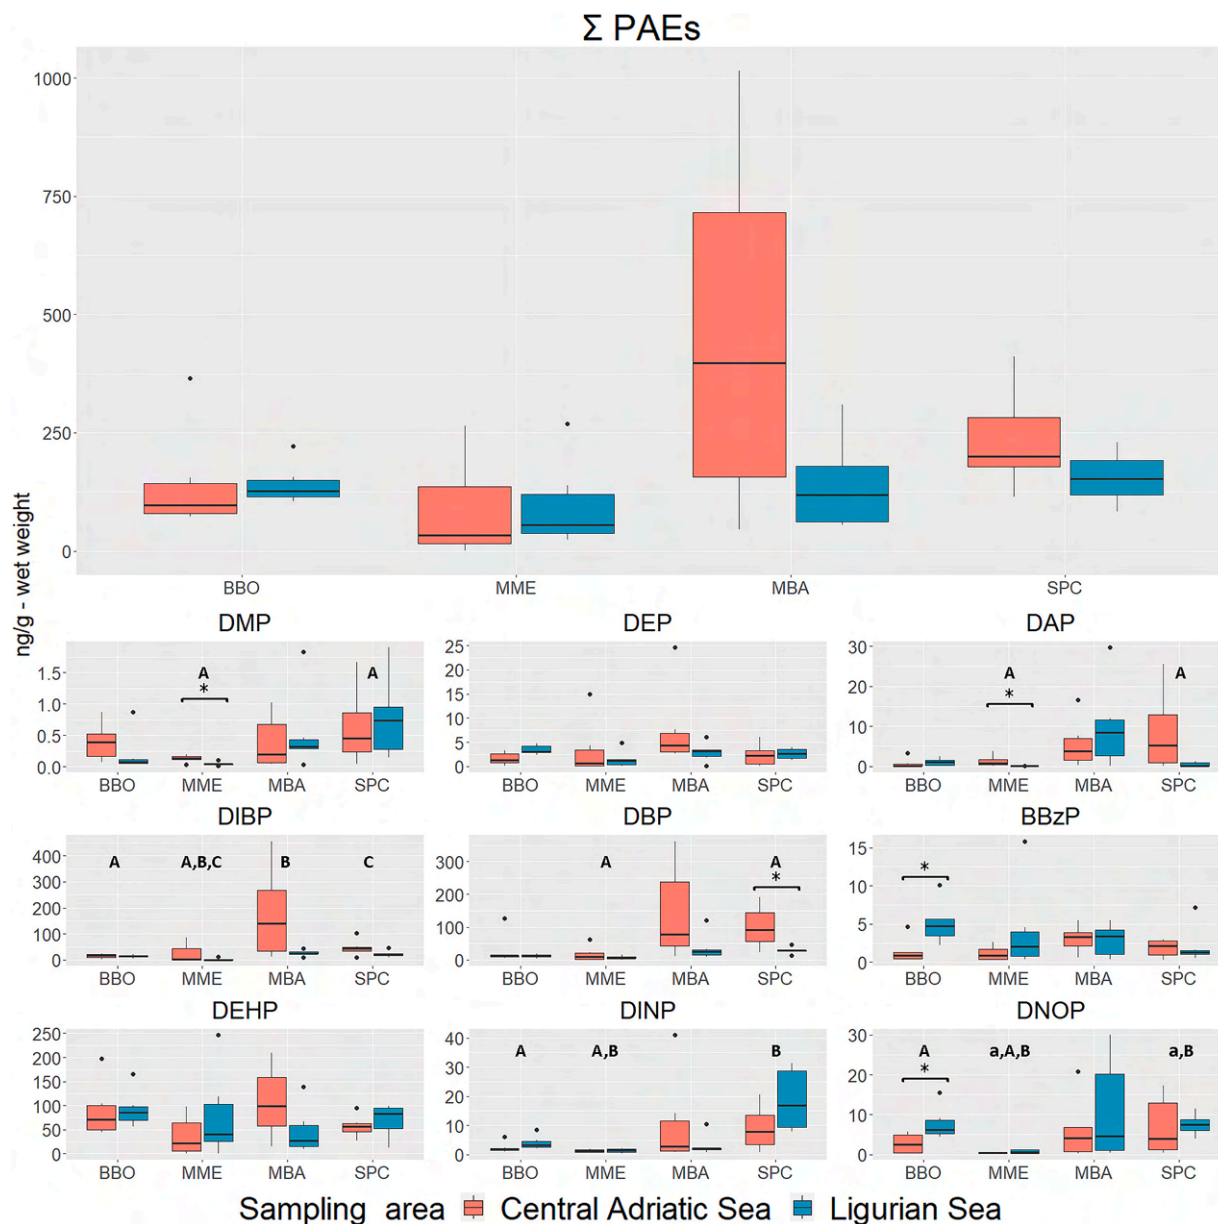 Σ PAEs
1000
750
500
250
0
ng/g - wet weight
BBO MME MBA SPC
DMP DEP DAP
1.5
1.0
0.5
0.0
A
*
A
BBO MME MBA SPC
25
20
15
10
5
0
BBO MME MBA SPC
30
20
10
0
A
*
A
BBO MME MBA SPC
DIBP DBP BBzP
400
300
200
100
0
A A,B,C B C
BBO MME MBA SPC
300
200
100
0
A A
*
BBO MME MBA SPC
15
10
5
0
*
BBO MME MBA SPC
DEHP DINP DNOP
250
200
150
100
50
0
BBO MME MBA SPC
40
30
20
10
0
A A,B B
BBO MME MBA SPC
30
20
10
0
A a,A,B a,B
*
BBO MME MBA SPC
Sampling area Central Adriatic Sea Ligurian Sea